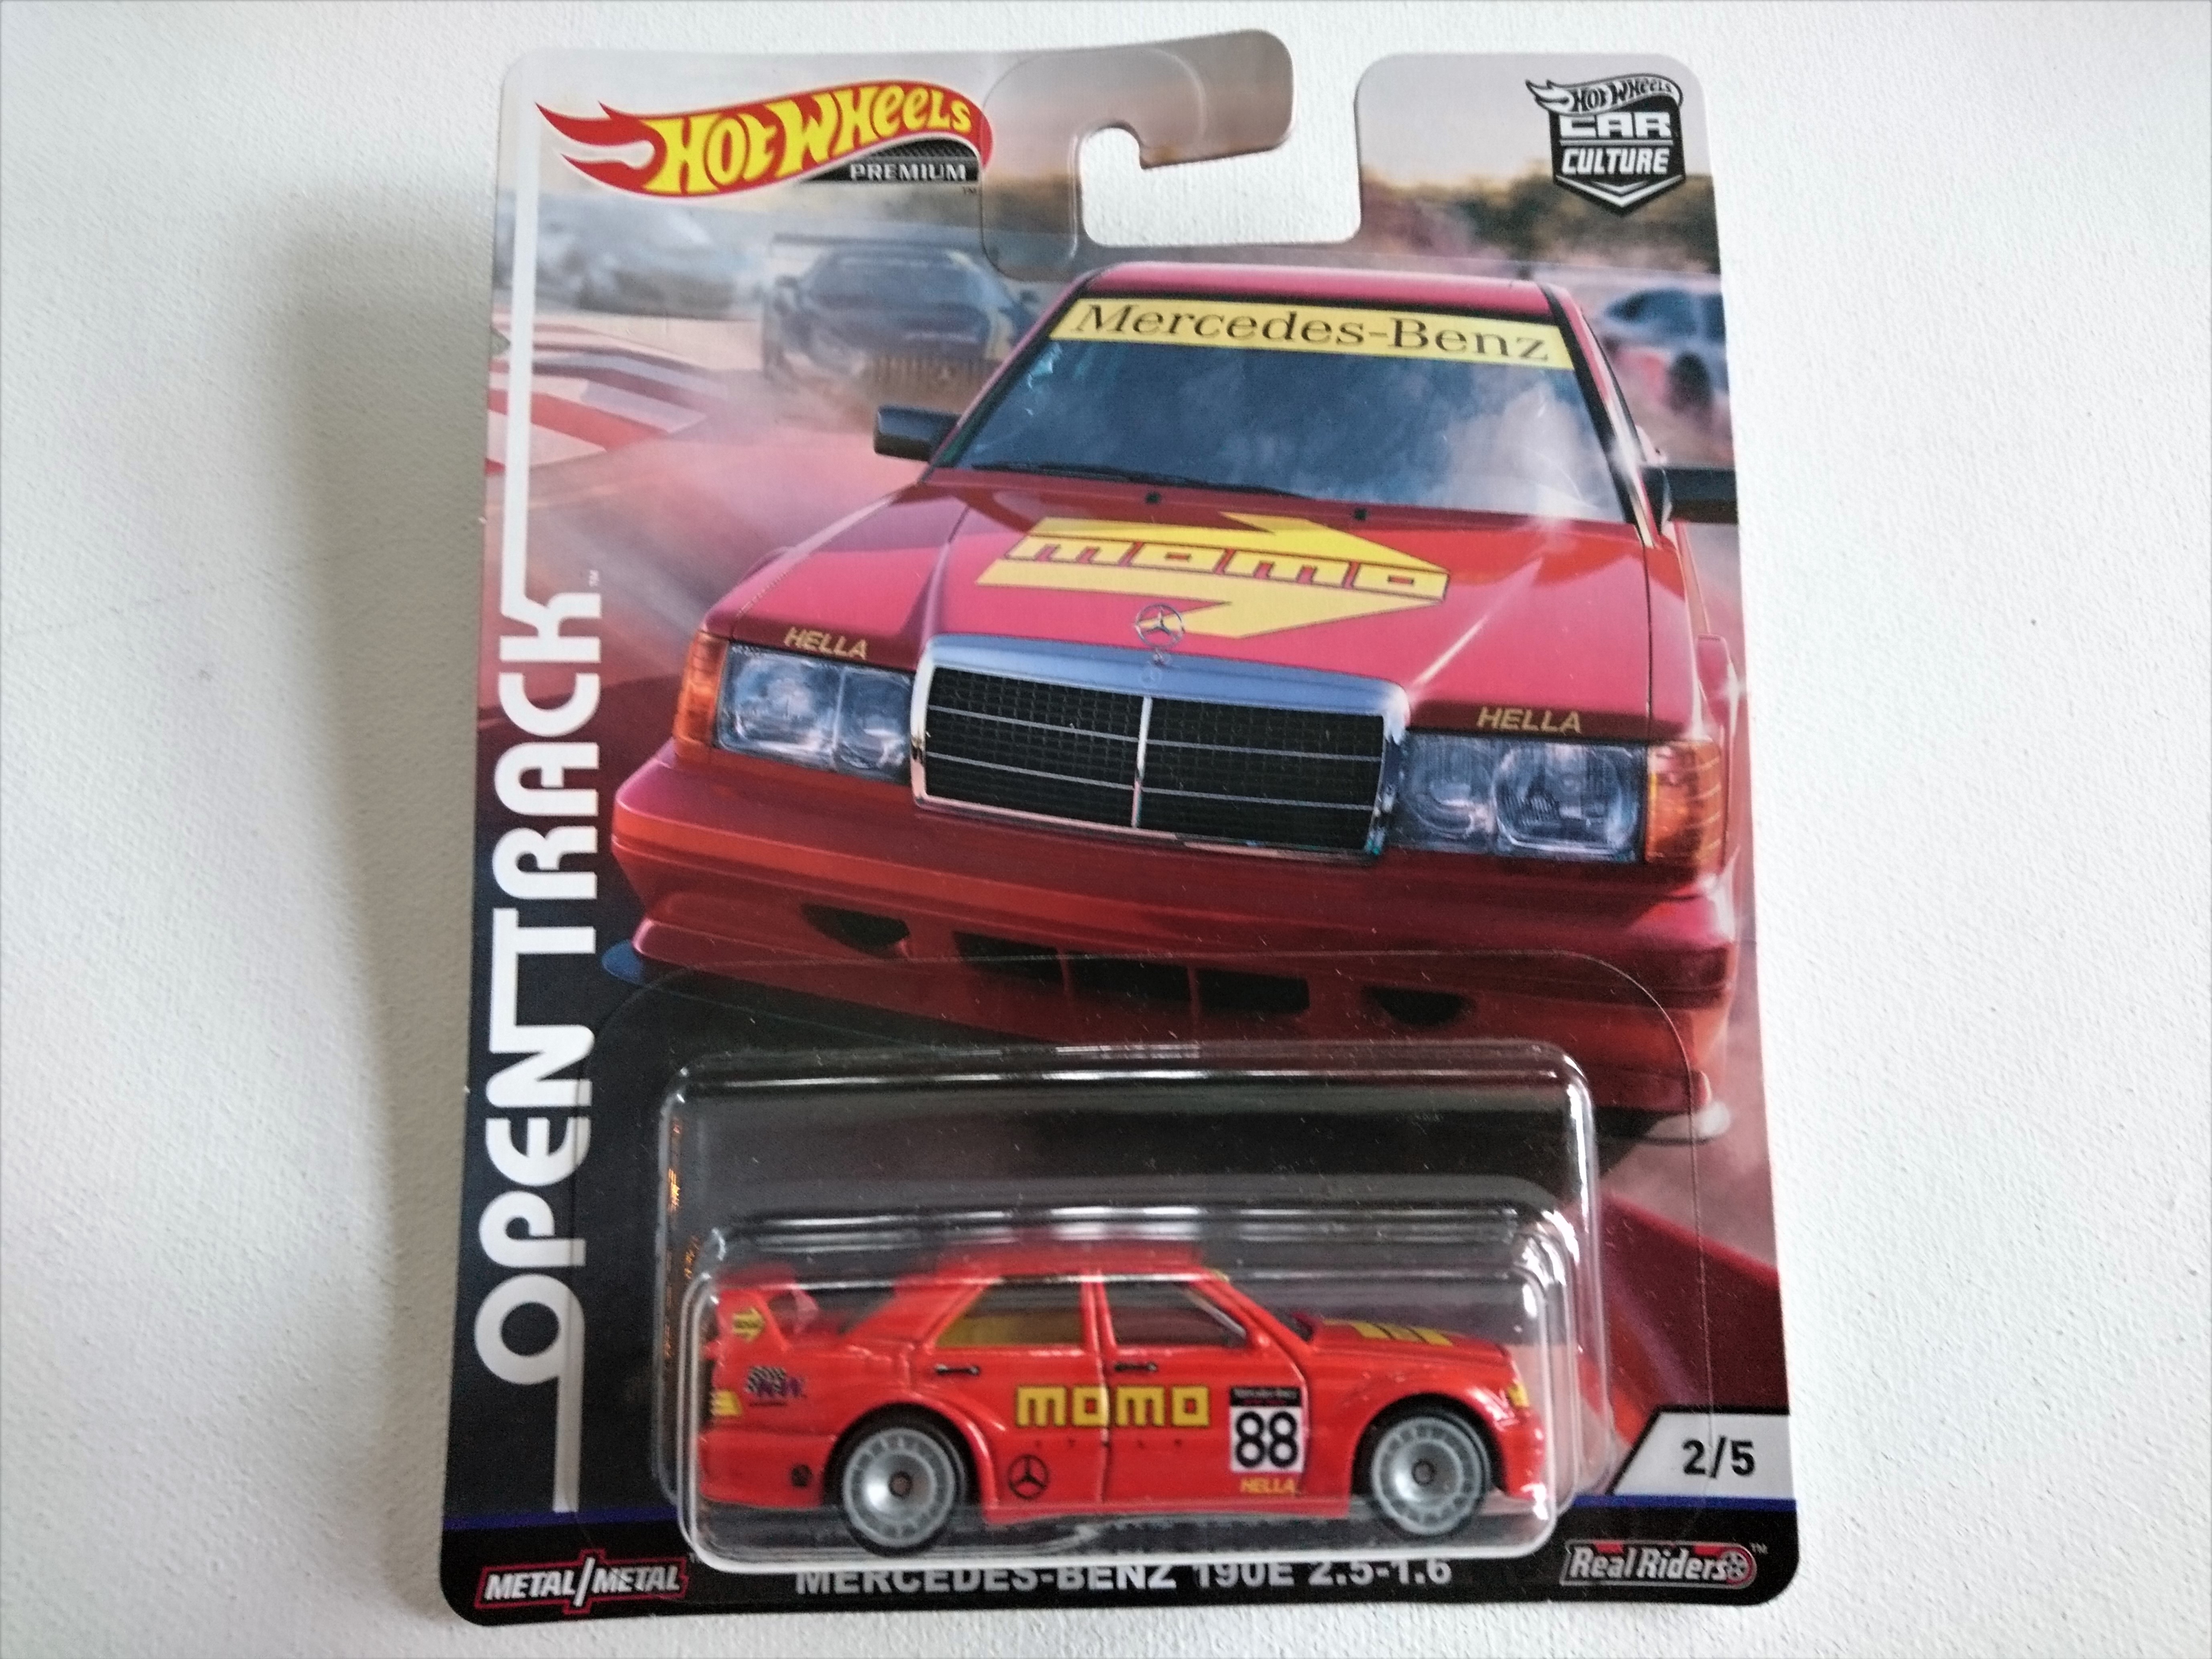 HOT WHEELS
PREMIUM
HOT WHEELS
CAR
CULTURE
Mercedes-Benz
momo
HELLA
HELLA
OPEN TRACK
momo
88
HELLA
2/5
METAL/METAL
MERCEDES-BENZ 190E 2.5-1.6
Real Riders